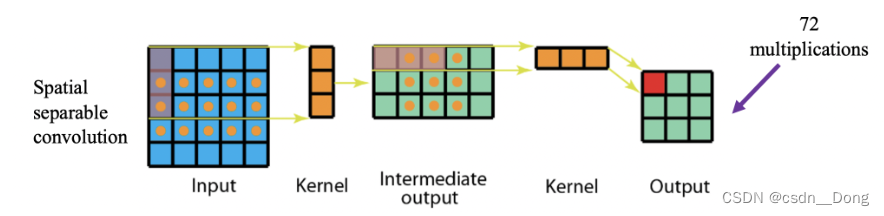 72
multiplications
Spatial
separable
convolution
Input
Kernel
Intermediate
output
Kernel
Output
CSDN @csdn__Dong